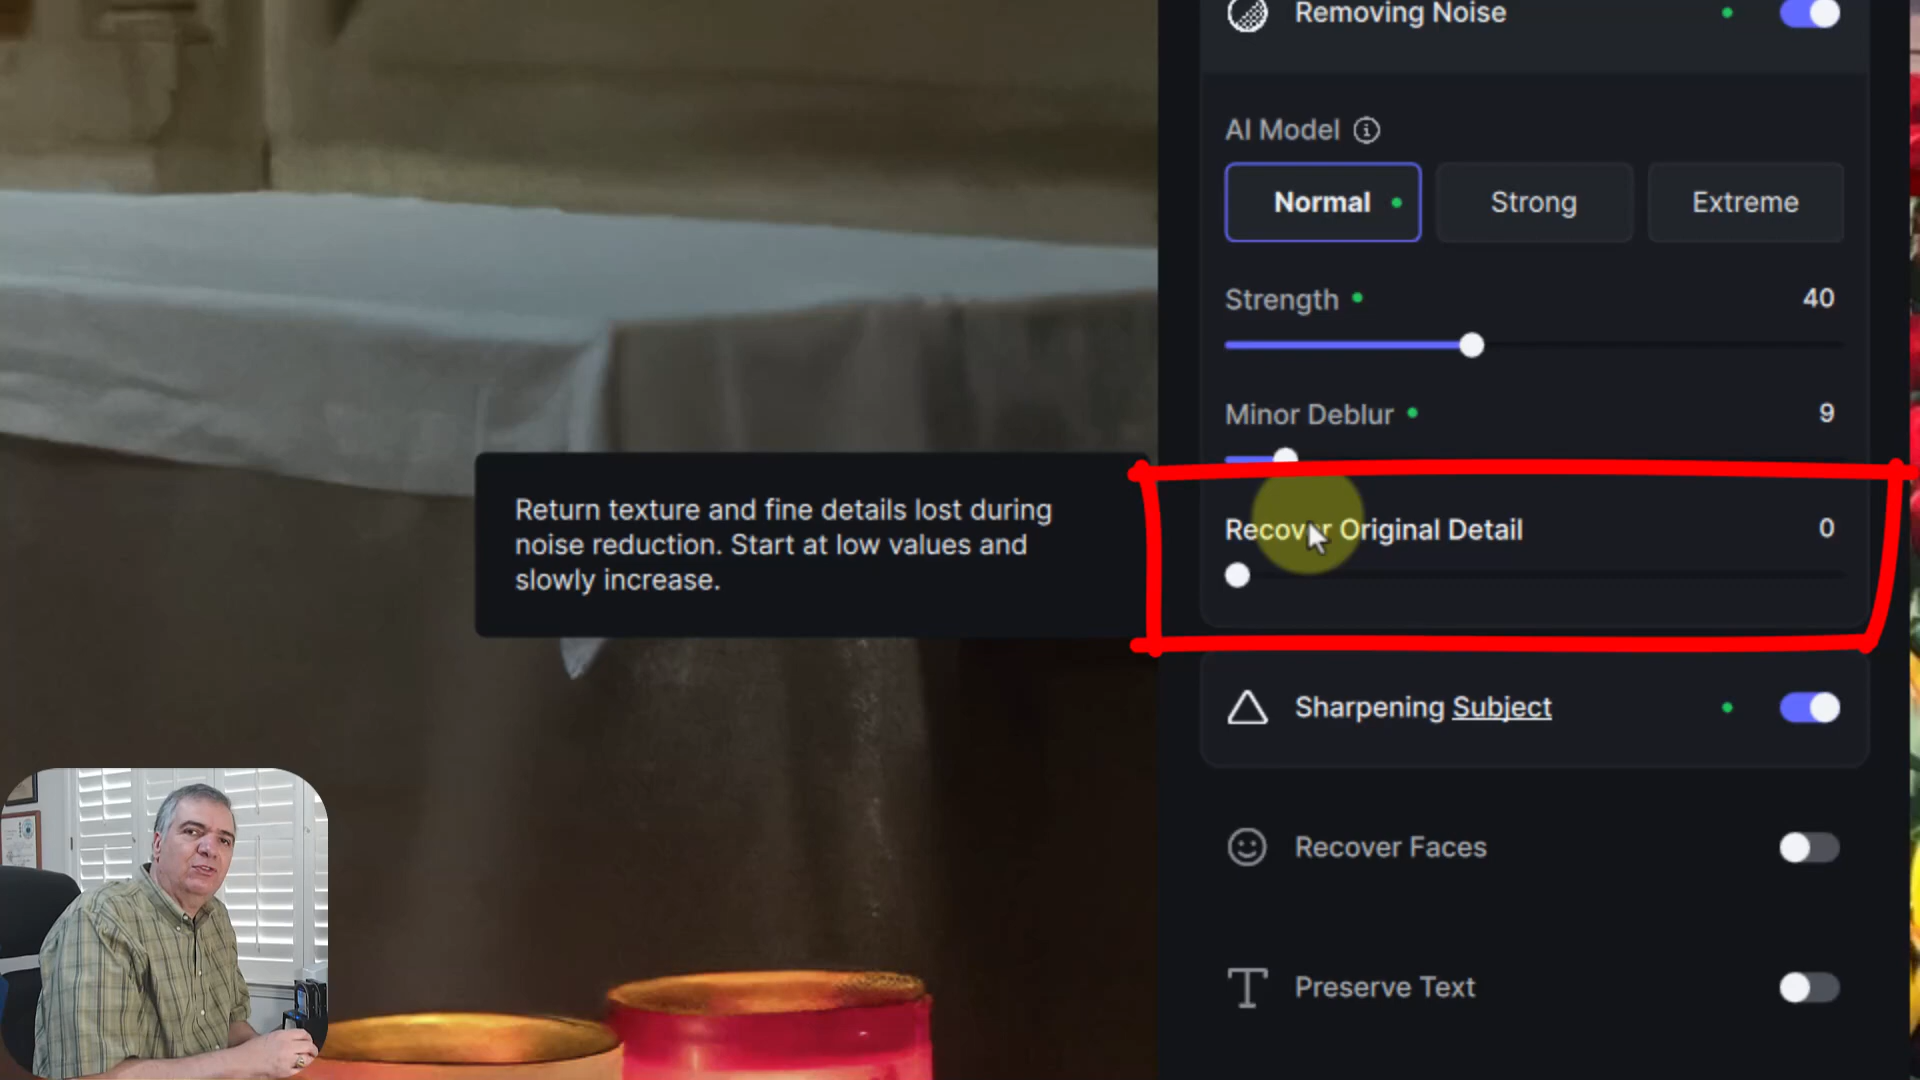 Removing Noise
AI Model
Normal Strong Extreme
Strength 40
Minor Deblur 9
Return texture and fine details lost during
noise reduction. Start at low values and
slowly increase.
Recover Original Detail 0
Sharpening Subject
Recover Faces
Preserve Text